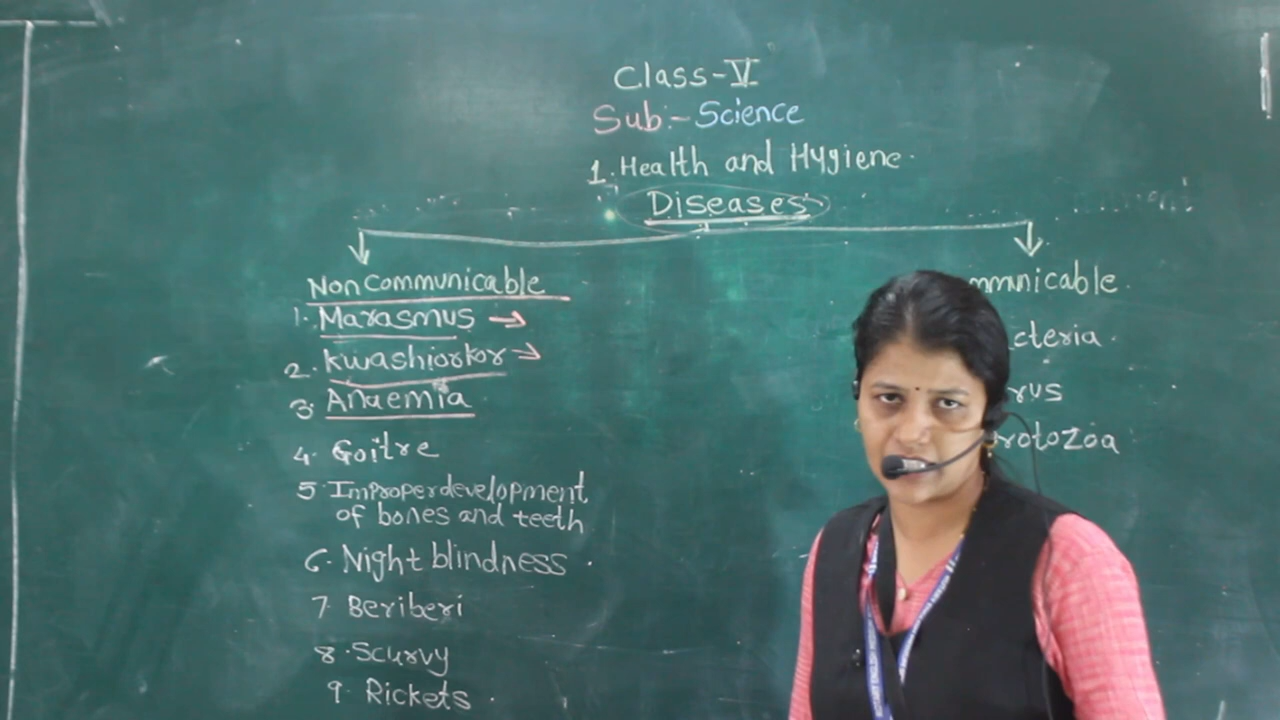 Class-VI
Sub:- Science
1. Health and Hygiene.
Diseases
Non Communicable
1. Marasmus →
2. Kwashiorkor →
3. Anaemia
4. Goitre
5. Improper development
of bones and teeth
6. Night blindness.
7. Beriberi
8. Scurvy
9. Rickets.
mmunicable.
cteria.
rus
rotozoa